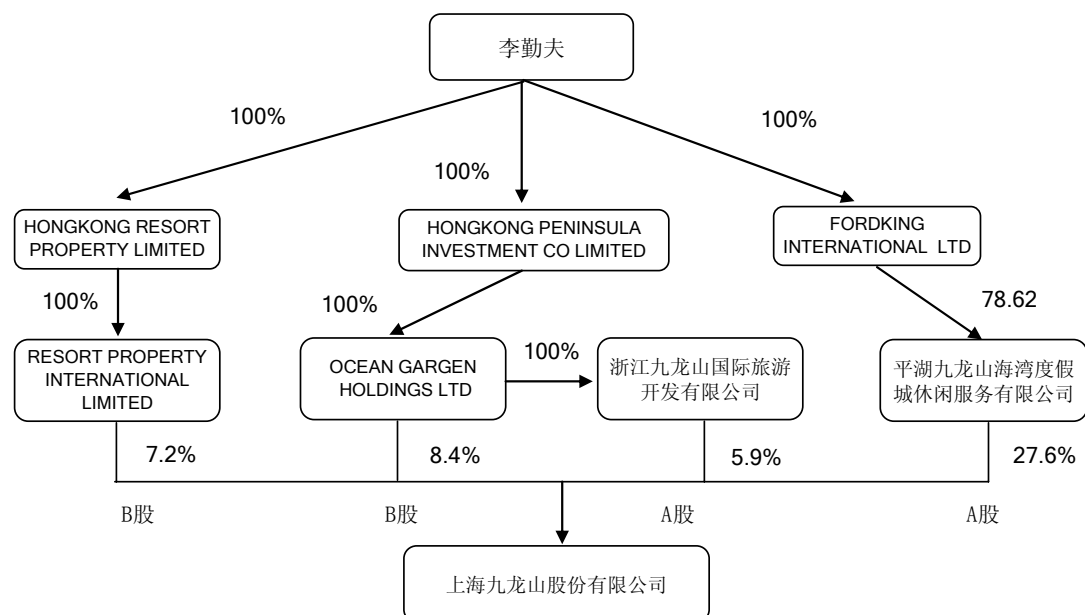 李勤夫
100%
100%
100%
HONGKONG RESORT
PROPERTY LIMITED
HONGKONG PENINSULA
INVESTMENT CO LIMITED
FORDKING
INTERNATIONAL LTD
100%
100%
78.62
RESORT PROPERTY
INTERNATIONAL
LIMITED
OCEAN GARGEN
HOLDINGS LTD
100%
浙江九龙山国际旅游
开发有限公司
平湖九龙山海湾度假
城休闲服务有限公司
7.2%
8.4%
5.9%
27.6%
B股
B股
A股
A股
上海九龙山股份有限公司